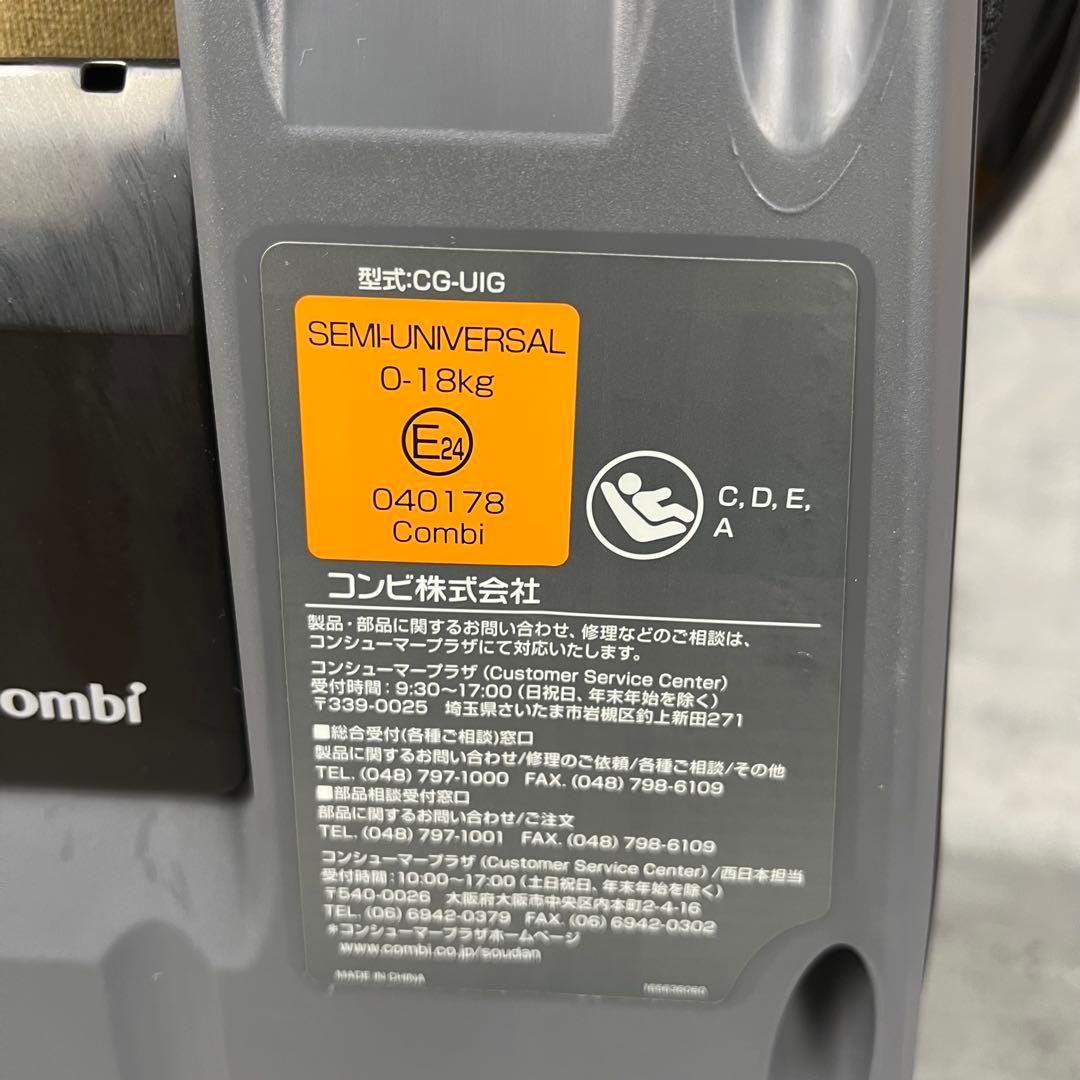 型式:CG-UIG
SEMI-UNIVERSAL
0-18kg
E24
040178
Combi
C, D, E,
A
コンビ株式会社
製品・部品に関するお問い合わせ、修理などのご相談は、
コンシューマープラザにて対応いたします。
コンシューマープラザ (Customer Service Center)
受付時間:9:30～17:00 (日祝日、年末年始を除く)
〒339-0025 埼玉県さいたま市岩槻区釣上新田271
■総合受付(各種ご相談)窓口
製品に関するお問い合わせ/修理のご依頼/各種ご相談/その他
TEL. (048) 797-1000 FAX. (048) 798-6109
■部品相談受付窓口
部品に関するお問い合わせ/ご注文
TEL. (048) 797-1001 FAX. (048) 798-6109
コンシューマープラザ (Customer Service Center) /西日本担当
受付時間:10:00～17:00 (土日祝日、年末年始を除く)
〒540-0026 大阪府大阪市中央区内本町2-4-16
TEL. (06) 6942-0379 FAX. (06) 6942-0302
*コンシューマープラザホームページ
www.combi.co.jp/soudan
MADE IN CHINA
ombi